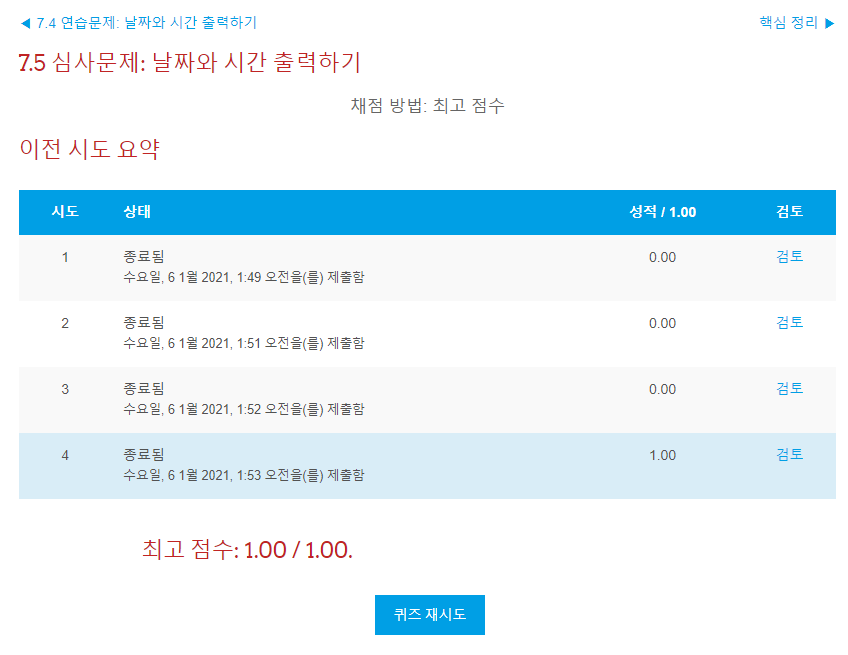 ◀ 7.4 연습문제: 날짜와 시간 출력하기 핵심 정리 ▶
7.5 심사문제: 날짜와 시간 출력하기
채점 방법: 최고 점수
이전 시도 요약
시도 상태 성적 / 1.00 검토
1 종료됨 0.00 검토
수요일, 6 1월 2021, 1:49 오전을(를) 제출함
2 종료됨 0.00 검토
수요일, 6 1월 2021, 1:51 오전을(를) 제출함
3 종료됨 0.00 검토
수요일, 6 1월 2021, 1:52 오전을(를) 제출함
4 종료됨 1.00 검토
수요일, 6 1월 2021, 1:53 오전을(를) 제출함
최고 점수: 1.00 / 1.00.
퀴즈 재시도